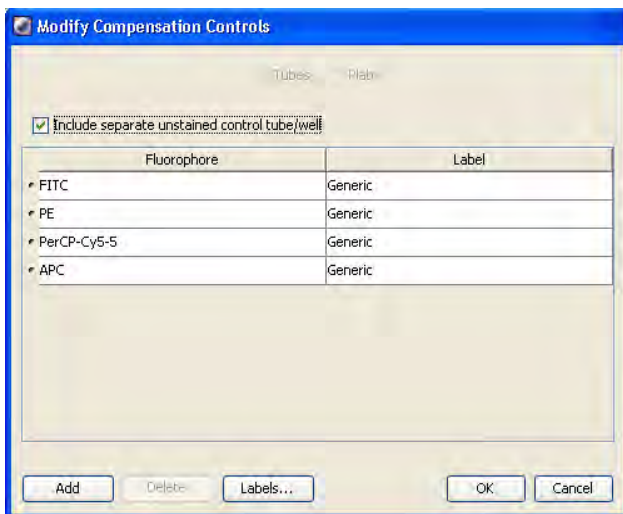 Modify Compensation Controls
Tubes Plate
Include separate unstained control tube/well
Fluorophore Label
FITC Generic
PE Generic
PerCP-Cy5-5 Generic
APC Generic
Add Delete Labels... OK Cancel